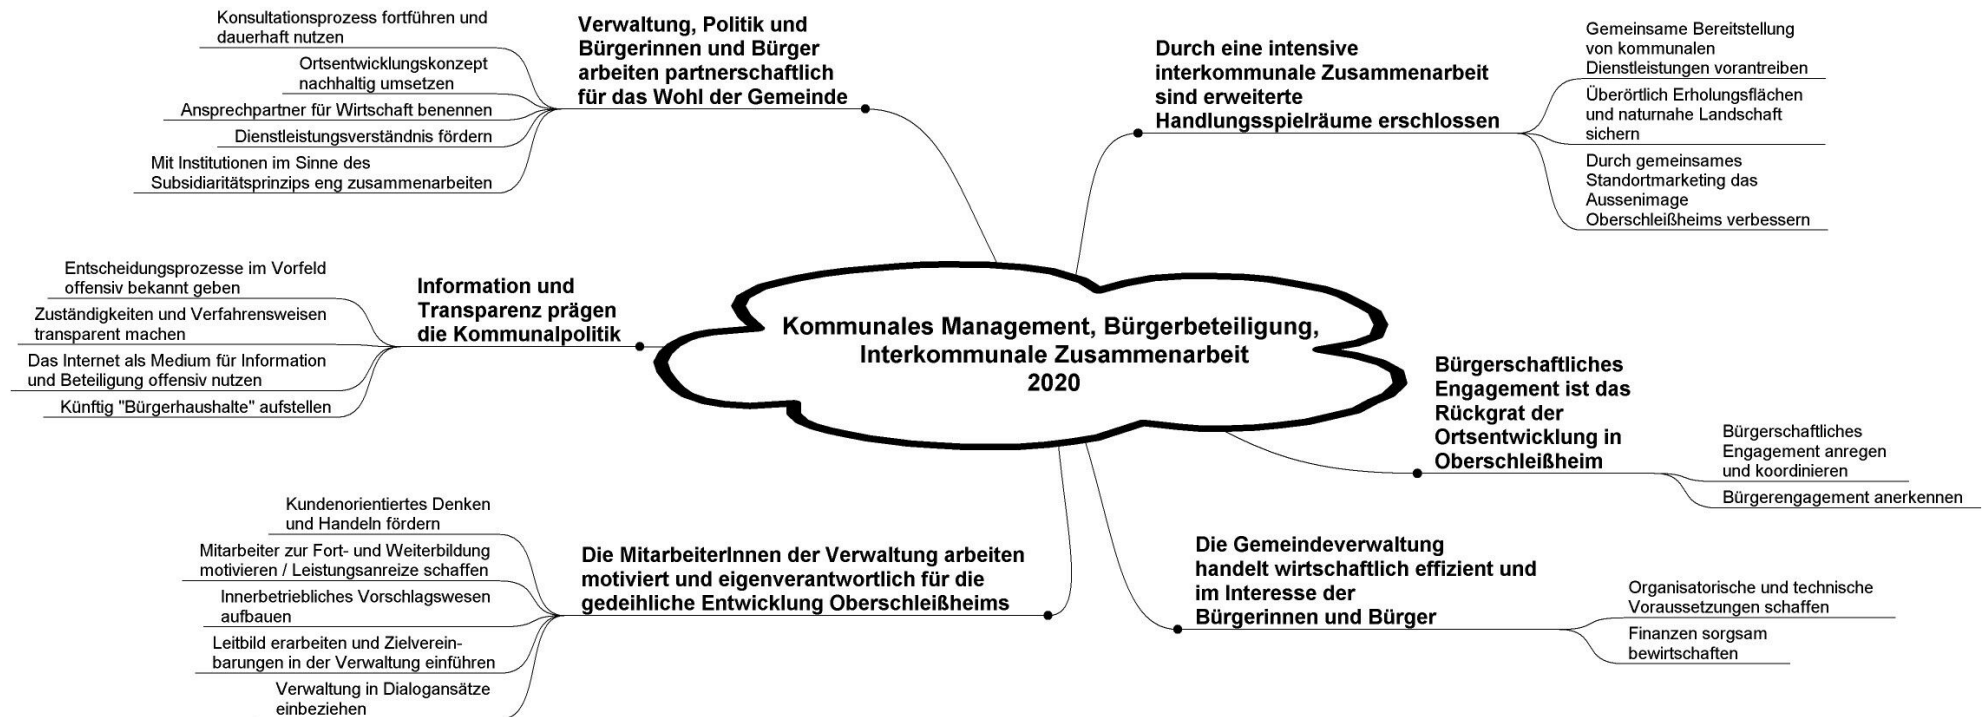 Konsultationsprozess fortführen und
dauerhaft nutzen
Ortsentwicklungskonzept
nachhaltig umsetzen
Ansprechpartner für Wirtschaft benennen
Dienstleistungsverständnis fördern
Mit Institutionen im Sinne des
Subsidiaritätsprinzips eng zusammenarbeiten
Verwaltung, Politik und
Bürgerinnen und Bürger
arbeiten partnerschaftlich
für das Wohl der Gemeinde
Durch eine intensive
interkommunale Zusammenarbeit
sind erweiterte
Handlungsspielräume erschlossen
Gemeinsame Bereitstellung
von kommunalen
Dienstleistungen vorantreiben
Überörtlich Erholungsflächen
und naturnahe Landschaft
sichern
Durch gemeinsames
Standortmarketing das
Aussenimage
Oberschleißheims verbessern
Entscheidungsprozesse im Vorfeld
offensiv bekannt geben
Zuständigkeiten und Verfahrensweisen
transparent machen
Das Internet als Medium für Information
und Beteiligung offensiv nutzen
Künftig "Bürgerhaushalte" aufstellen
Information und
Transparenz prägen
die Kommunalpolitik
Kommunales Management, Bürgerbeteiligung,
Interkommunale Zusammenarbeit
2020
Bürgerschaftliches
Engagement ist das
Rückgrat der
Ortsentwicklung in
Oberschleißheim
Bürgerschaftliches
Engagement anregen
und koordinieren
Bürgerengagement anerkennen
Kundenorientiertes Denken
und Handeln fördern
Mitarbeiter zur Fort- und Weiterbildung
motivieren / Leistungsanreize schaffen
Innerbetriebliches Vorschlagswesen
aufbauen
Leitbild erarbeiten und Zielverein-
barungen in der Verwaltung einführen
Verwaltung in Dialogansätze
einbeziehen
Die MitarbeiterInnen der Verwaltung arbeiten
motiviert und eigenverantwortlich für die
gedeihliche Entwicklung Oberschleißheims
Die Gemeindeverwaltung
handelt wirtschaftlich effizient und
im Interesse der
Bürgerinnen und Bürger
Organisatorische und technische
Voraussetzungen schaffen
Finanzen sorgsam
bewirtschaften